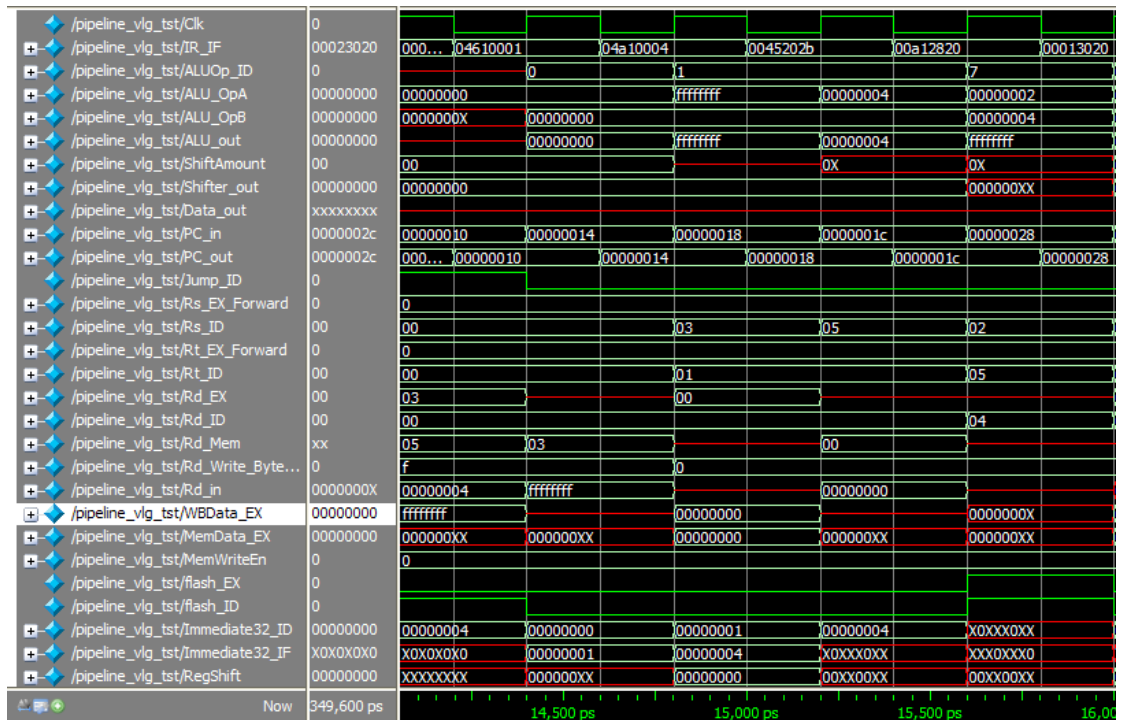 /pipeline_vlg_tst/Clk 0
/pipeline_vlg_tst/IR_IF 00023020 000... 04610001 04a10004 0045202b 00a12820 00013020
/pipeline_vlg_tst/ALUOp_ID 0 0 1 7
/pipeline_vlg_tst/ALU_OpA 00000000 00000000 ffffffff 00000004 00000002
/pipeline_vlg_tst/ALU_OpB 00000000 0000000X 00000000 00000004
/pipeline_vlg_tst/ALU_out 00000000 00000000 ffffffff 00000004 ffffffff
/pipeline_vlg_tst/ShiftAmount 00 00 0X 0X
/pipeline_vlg_tst/Shifter_out 00000000 00000000 000000XX
/pipeline_vlg_tst/Data_out xxxxxxxx
/pipeline_vlg_tst/PC_in 0000002c 00000010 00000014 00000018 0000001c 00000028
/pipeline_vlg_tst/PC_out 0000002c 000... 00000010 00000014 00000018 0000001c 00000028
/pipeline_vlg_tst/Jump_ID 0
/pipeline_vlg_tst/Rs_EX_Forward 0 0
/pipeline_vlg_tst/Rs_ID 00 00 03 05 02
/pipeline_vlg_tst/Rt_EX_Forward 0 0
/pipeline_vlg_tst/Rt_ID 00 00 01 05
/pipeline_vlg_tst/Rd_EX 00 03 00
/pipeline_vlg_tst/Rd_ID 00 00 04
/pipeline_vlg_tst/Rd_Mem xx 05 03 00
/pipeline_vlg_tst/Rd_Write_Byte... 0 f 0
/pipeline_vlg_tst/Rd_in 0000000X 00000004 ffffffff 00000000
/pipeline_vlg_tst/WBData_EX 00000000 ffffffff 00000000 0000000X
/pipeline_vlg_tst/MemData_EX 00000000 000000XX 000000XX 00000000 000000XX 000000XX
/pipeline_vlg_tst/MemWriteEn 0 0
/pipeline_vlg_tst/flash_EX 0
/pipeline_vlg_tst/flash_ID 0
/pipeline_vlg_tst/Immediate32_ID 00000000 00000004 00000000 00000001 00000004 X0XXX0XX
/pipeline_vlg_tst/Immediate32_IF X0X0X0X0 X0X0X0X0 00000001 00000004 X0XXX0XX XXX0XXX0
/pipeline_vlg_tst/RegShift 00000000 XXXXXXXX 000000XX 00000000 00XX00XX 00XX00XX
Now 349,600 ps 14,500 ps 15,000 ps 15,500 ps 16,00